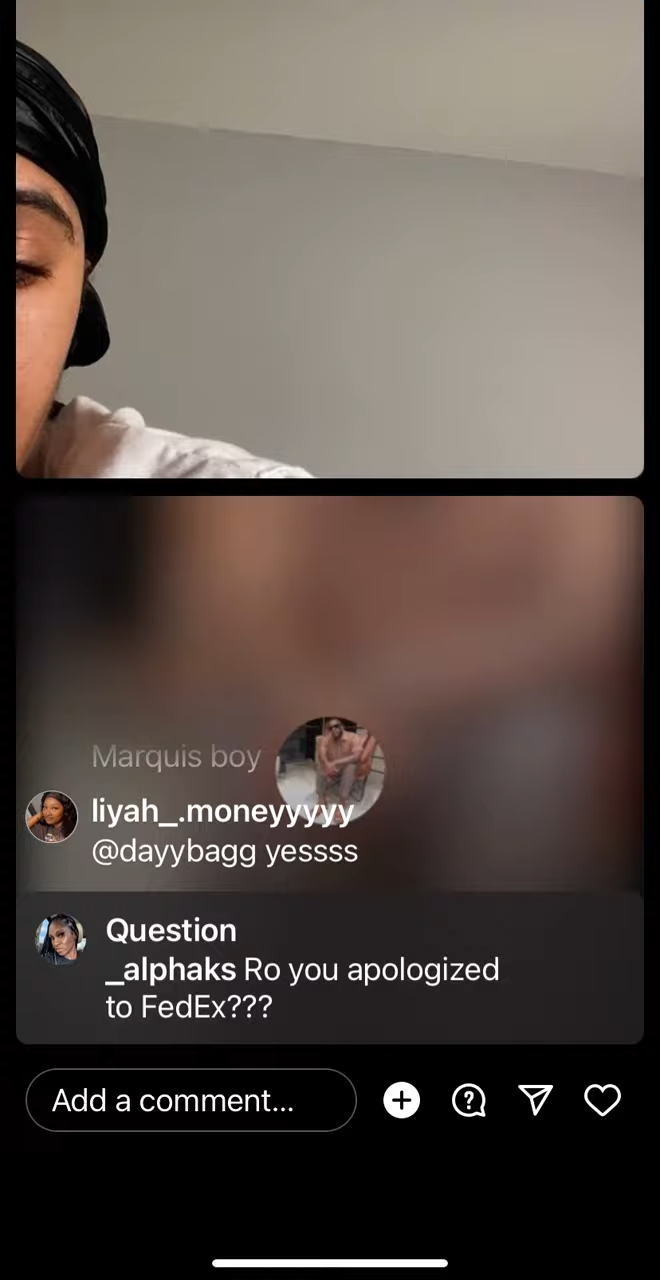 Marquis boy
liyah_.moneyyyyy
@dayybagg yessss
Question
_alphaks Ro you apologized
to FedEx???
Add a comment...